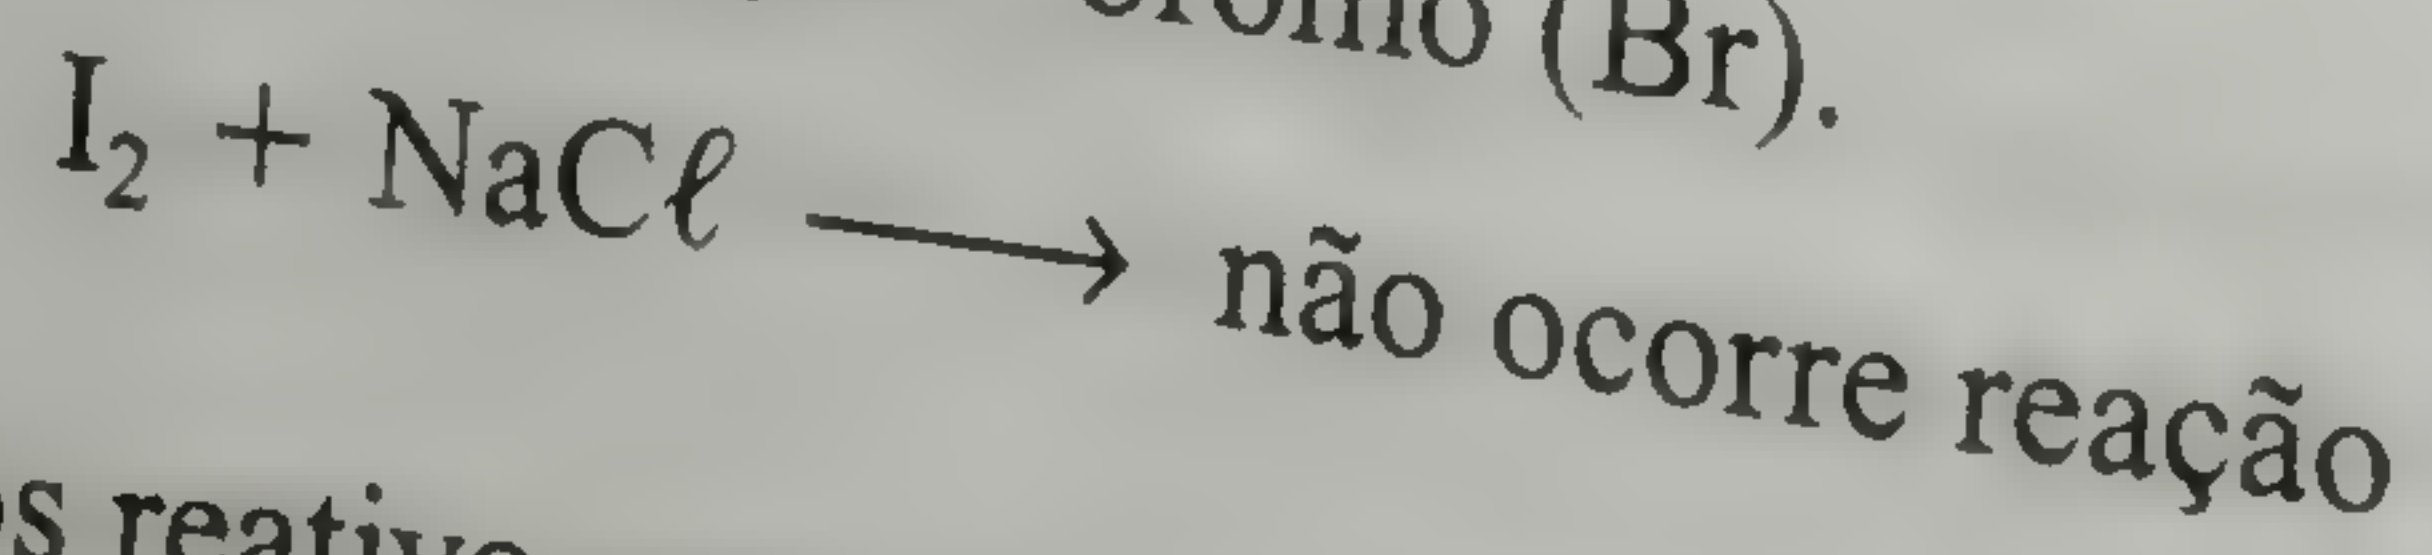 (Br).
I₂ + NaCℓ ⟶ não ocorre reação